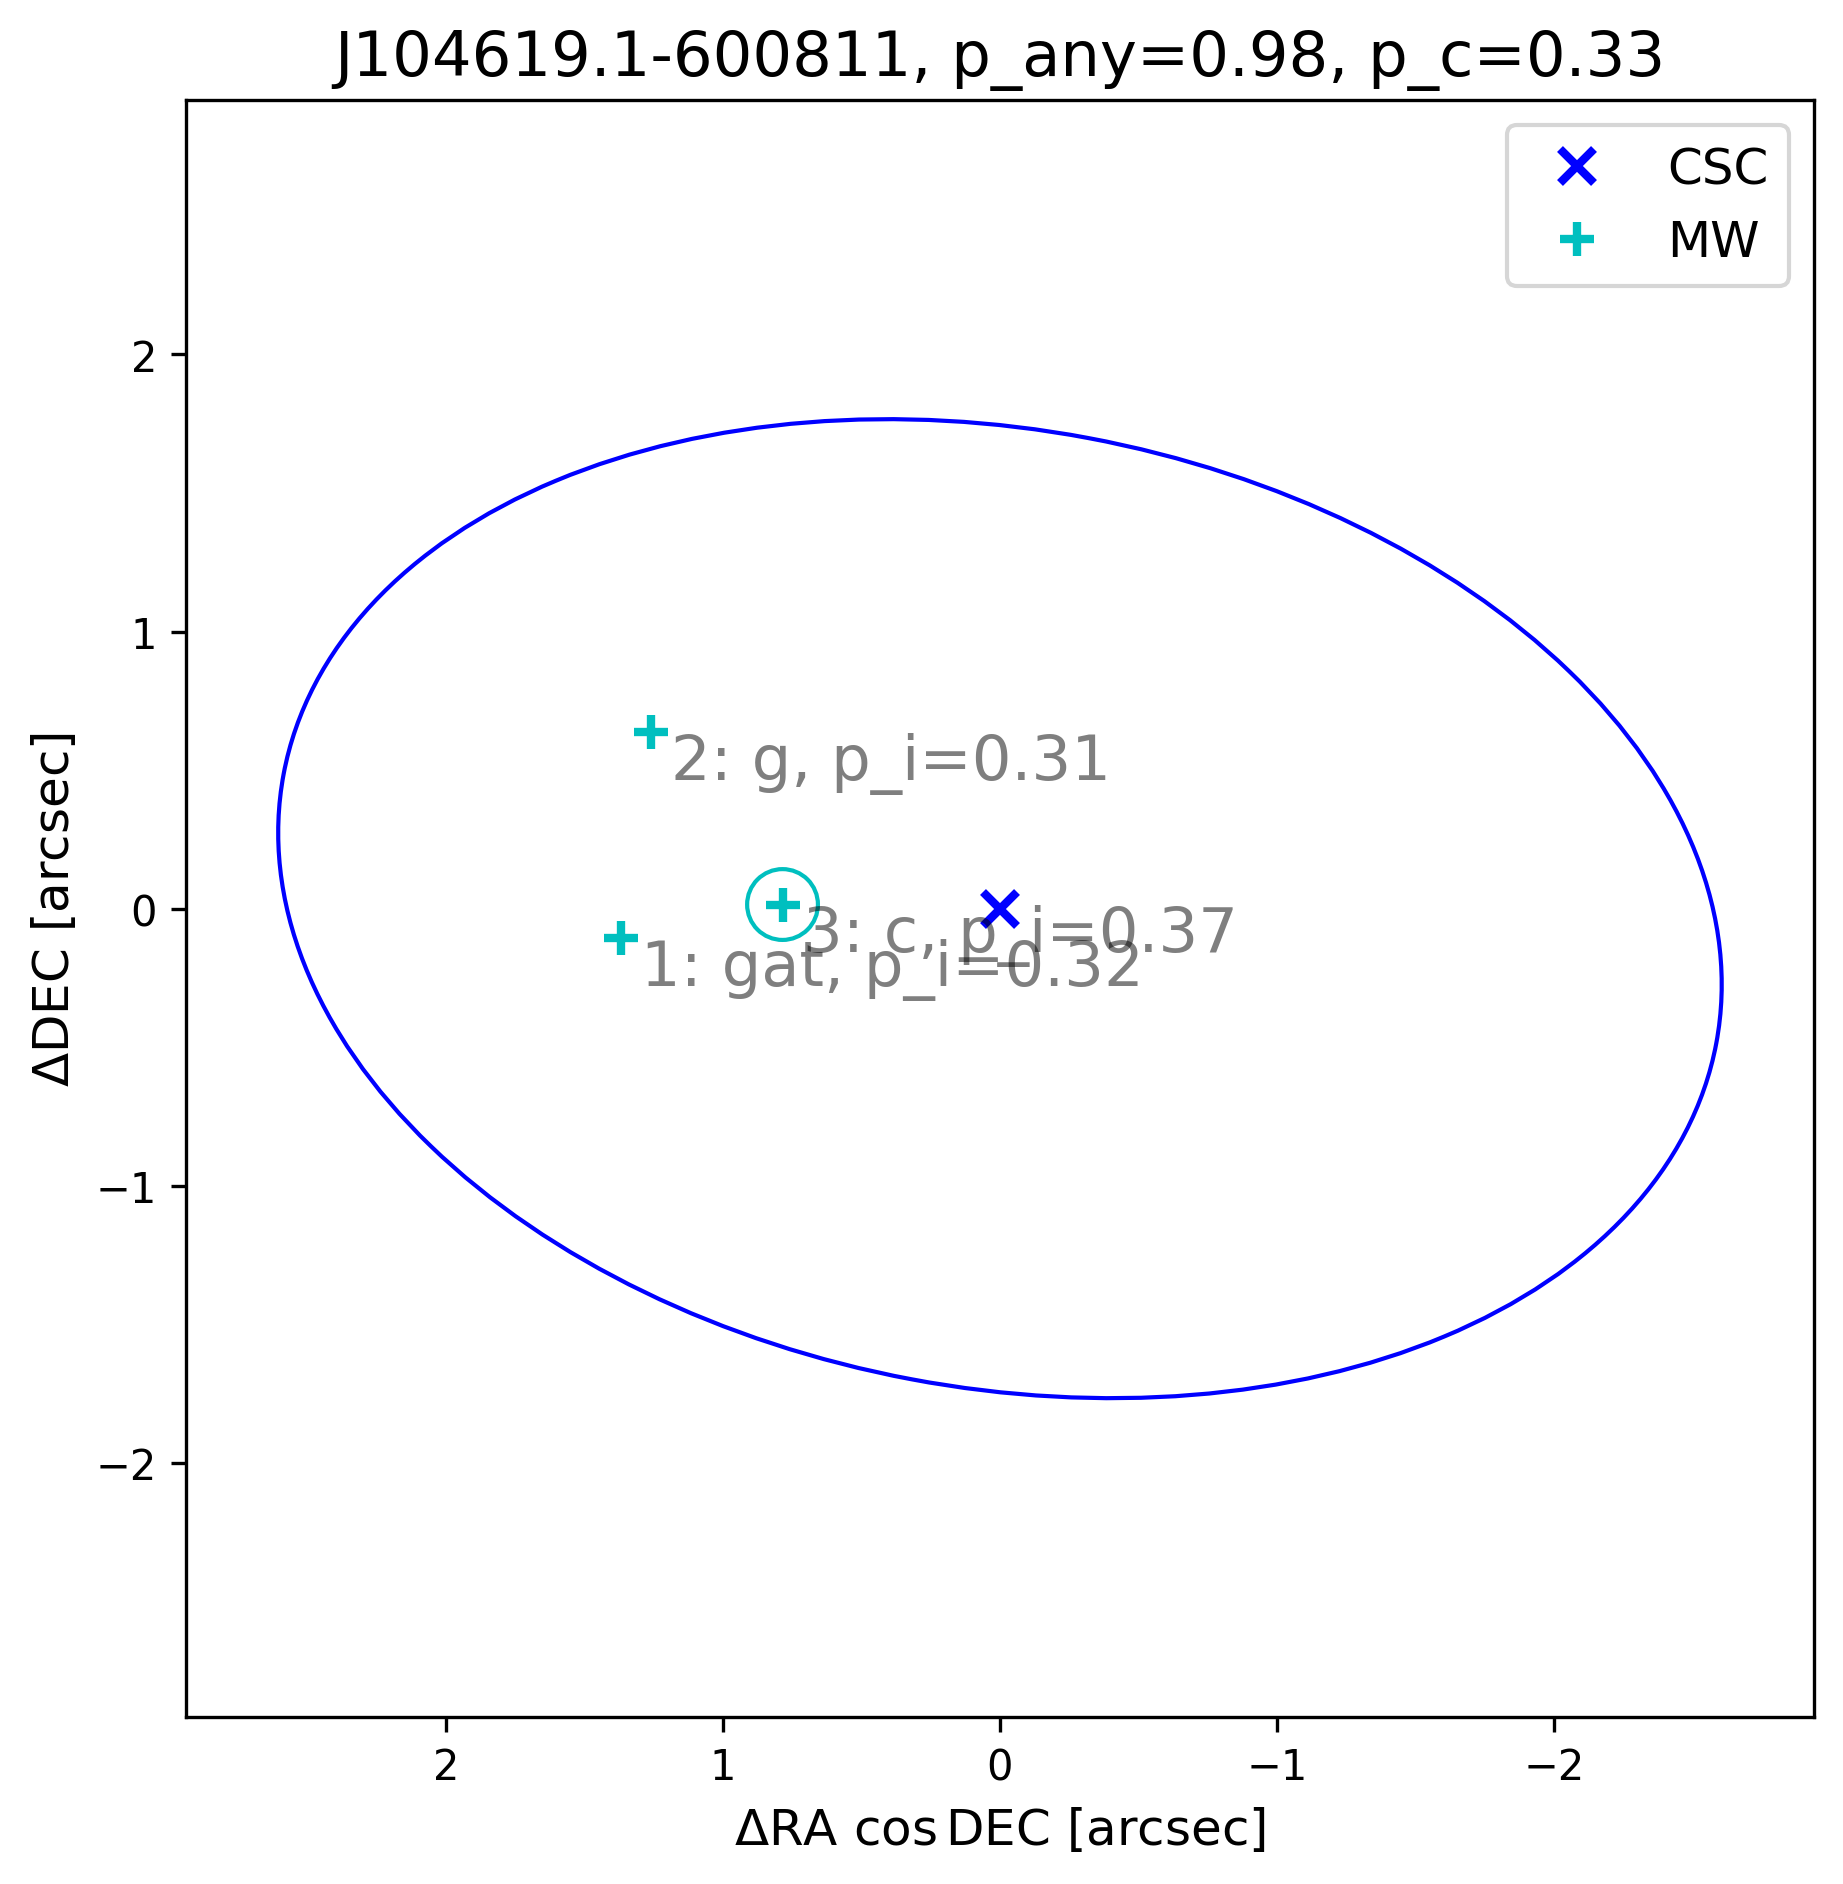 J104619.1-600811, p_any=0.98, p_c=0.33
CSC
MW
2
1
0
−1
−2
ΔDEC [arcsec]
2: g, p_i=0.31
3: c, p_i=0.37
1: gat, p_i=0.32
2
1
0
−1
−2
ΔRA cos DEC [arcsec]